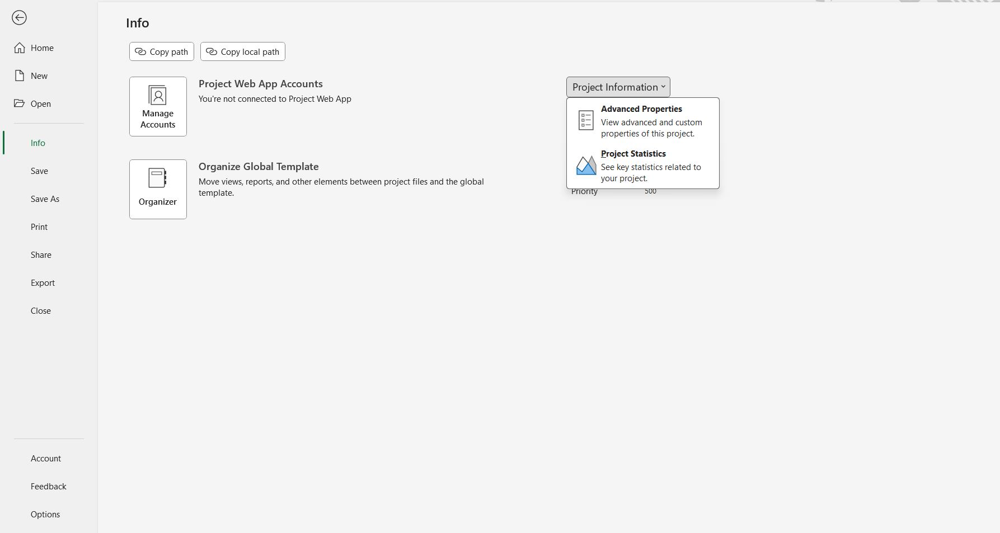 Info
Home
New
Open
Info
Save
Save As
Print
Share
Export
Close
Account
Feedback
Options
Copy path
Copy local path
Manage
Accounts
Project Web App Accounts
You're not connected to Project Web App
Organizer
Organize Global Template
Move views, reports, and other elements between project files and the global
template.
Project Information
Advanced Properties
View advanced and custom
properties of this project.
Project Statistics
See key statistics related to
your project.
Priority 500